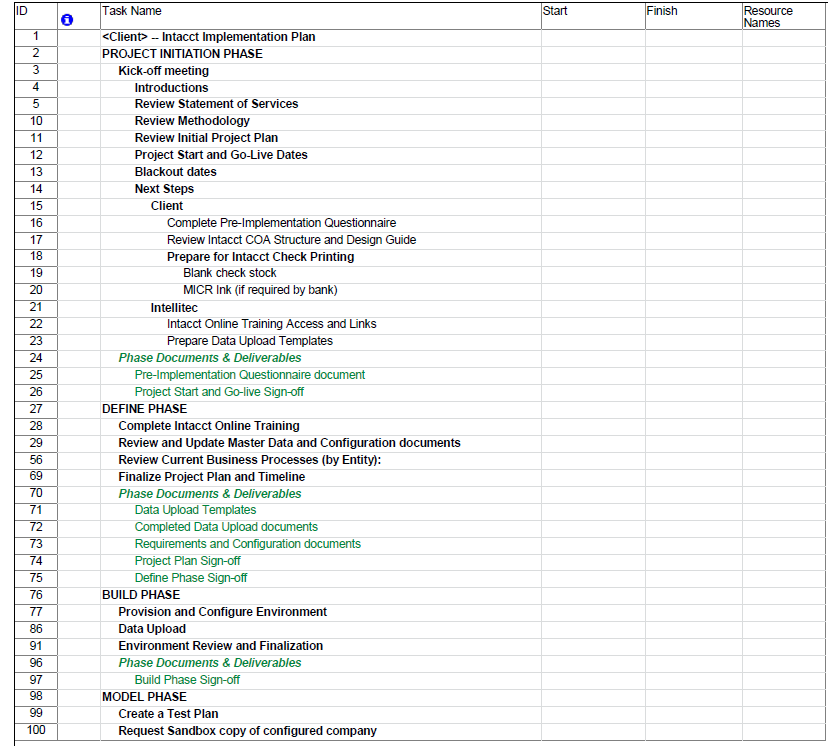 ID Task Name Start Finish Resource
Names
1 <Client> -- Intacct Implementation Plan
2 PROJECT INITIATION PHASE
3 Kick-off meeting
4 Introductions
5 Review Statement of Services
10 Review Methodology
11 Review Initial Project Plan
12 Project Start and Go-Live Dates
13 Blackout dates
14 Next Steps
15 Client
16 Complete Pre-Implementation Questionnaire
17 Review Intacct COA Structure and Design Guide
18 Prepare for Intacct Check Printing
19 Blank check stock
20 MICR Ink (if required by bank)
21 Intellitec
22 Intacct Online Training Access and Links
23 Prepare Data Upload Templates
24 Phase Documents & Deliverables
25 Pre-Implementation Questionnaire document
26 Project Start and Go-live Sign-off
27 DEFINE PHASE
28 Complete Intacct Online Training
29 Review and Update Master Data and Configuration documents
56 Review Current Business Processes (by Entity):
69 Finalize Project Plan and Timeline
70 Phase Documents & Deliverables
71 Data Upload Templates
72 Completed Data Upload documents
73 Requirements and Configuration documents
74 Project Plan Sign-off
75 Define Phase Sign-off
76 BUILD PHASE
77 Provision and Configure Environment
86 Data Upload
91 Environment Review and Finalization
96 Phase Documents & Deliverables
97 Build Phase Sign-off
98 MODEL PHASE
99 Create a Test Plan
100 Request Sandbox copy of configured company